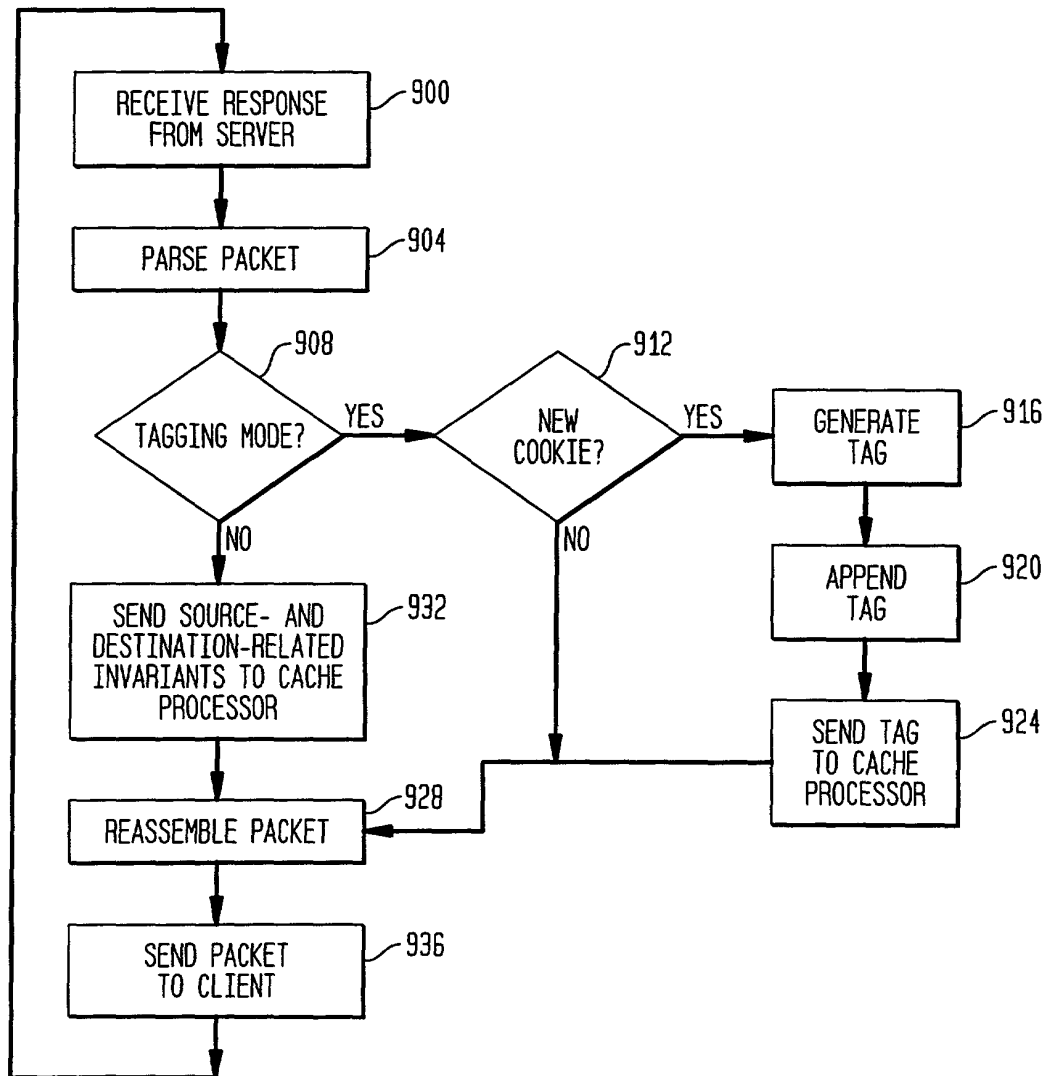 RECEIVE RESPONSE
FROM SERVER
900
PARSE PACKET
904
908
TAGGING MODE?
YES
NO
912
NEW
COOKIE?
YES
NO
GENERATE
TAG
916
APPEND
TAG
920
SEND TAG
TO CACHE
PROCESSOR
924
SEND SOURCE- AND
DESTINATION-RELATED
INVARIANTS TO CACHE
PROCESSOR
932
REASSEMBLE PACKET
928
SEND PACKET
TO CLIENT
936